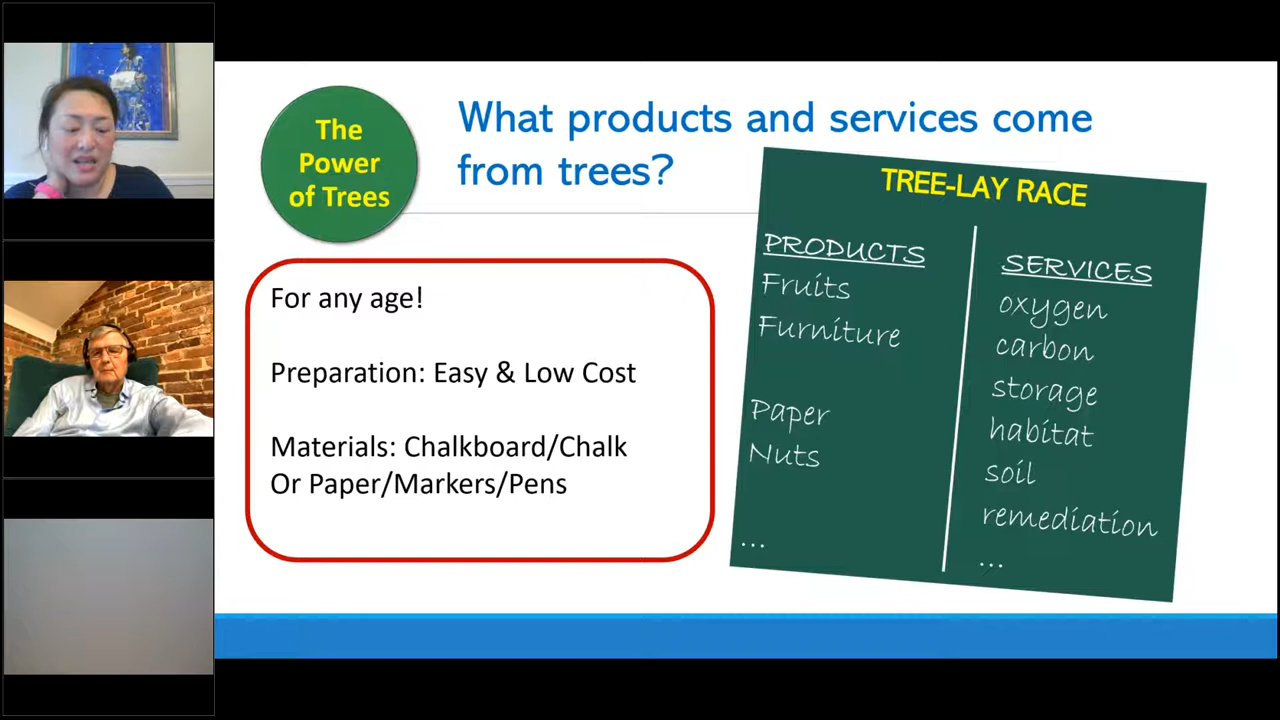 The
Power
of Trees
What products and services come
from trees?
For any age!
Preparation: Easy & Low Cost
Materials: Chalkboard/Chalk
Or Paper/Markers/Pens
TREE-LAY RACE
PRODUCTS
Fruits
Furniture
Paper
Nuts
...
SERVICES
oxygen
carbon
storage
habitat
soil
remediation
...